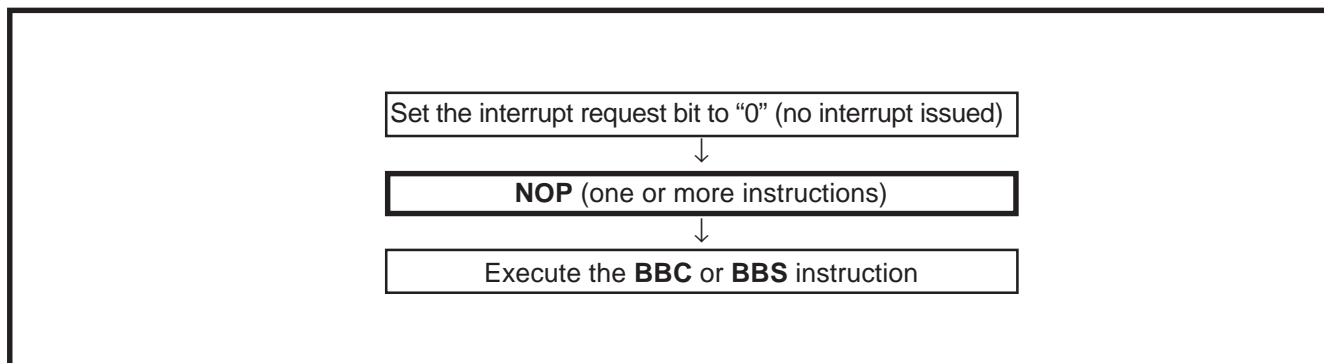 Set the interrupt request bit to “0” (no interrupt issued)
↓
NOP (one or more instructions)
↓
Execute the BBC or BBS instruction